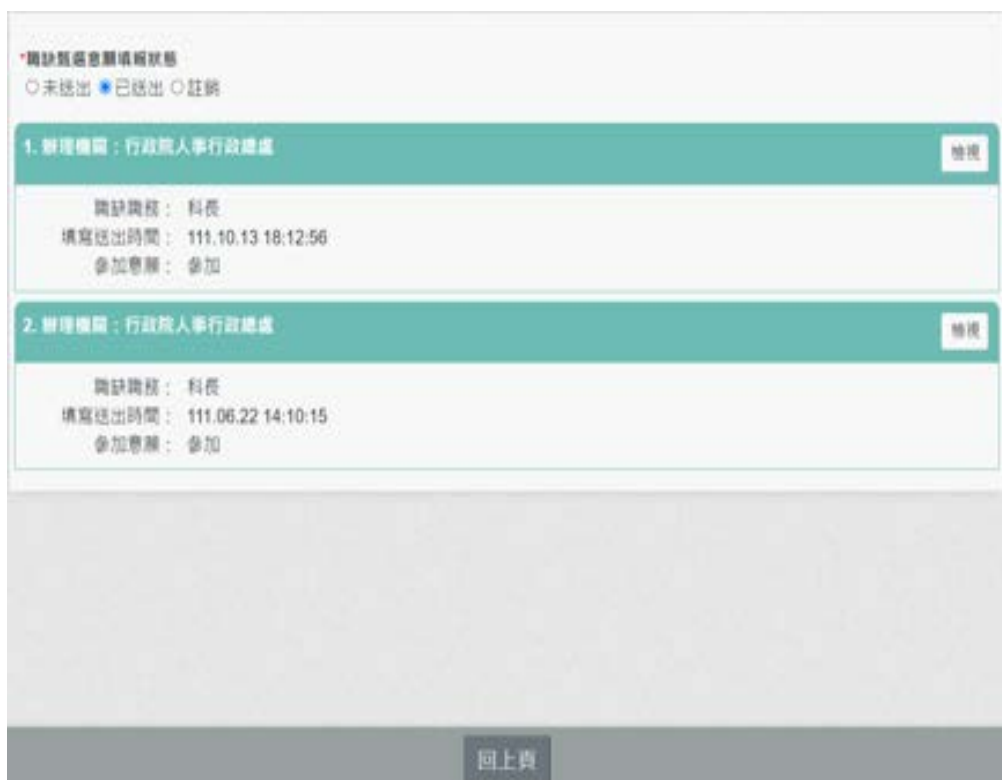 *職缺甄選意願填報狀態
○未送出 ●已送出 ○註銷
1. 辦理機關：行政院人事行政總處
檢視
職缺職務： 科長
填寫送出時間： 111.10.13 18:12:56
參加意願： 參加
2. 辦理機關：行政院人事行政總處
檢視
職缺職務： 科長
填寫送出時間： 111.06.22 14:10:15
參加意願： 參加
回上頁